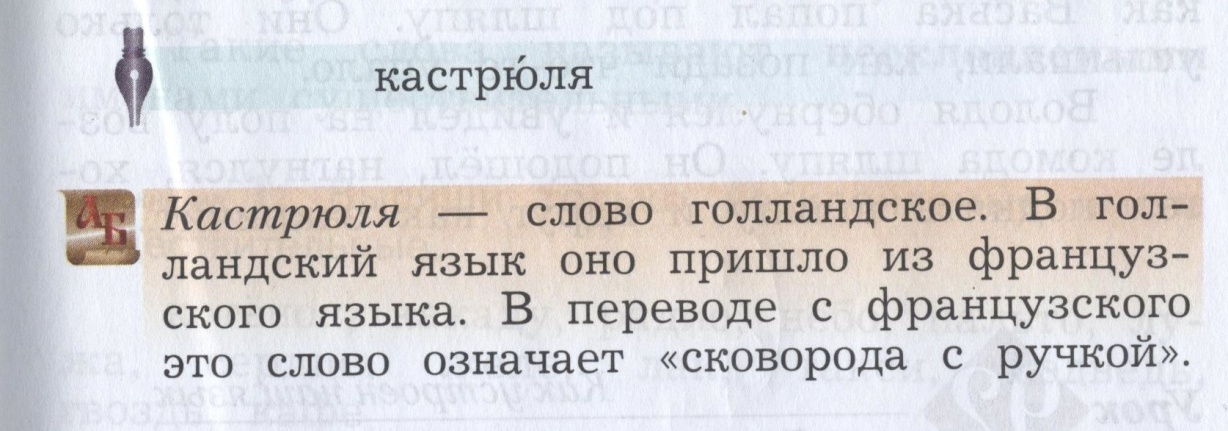 кастрю́ля
АБ
Кастрюля — слово голландское. В гол-
ландский язык оно пришло из француз-
ского языка. В переводе с французского
это слово означает «сковорода с ручкой».